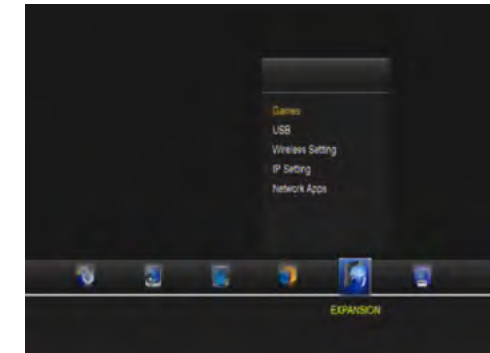 Games
USB
Wireless Setting
IP Setting
Network Apps
EXPANSION